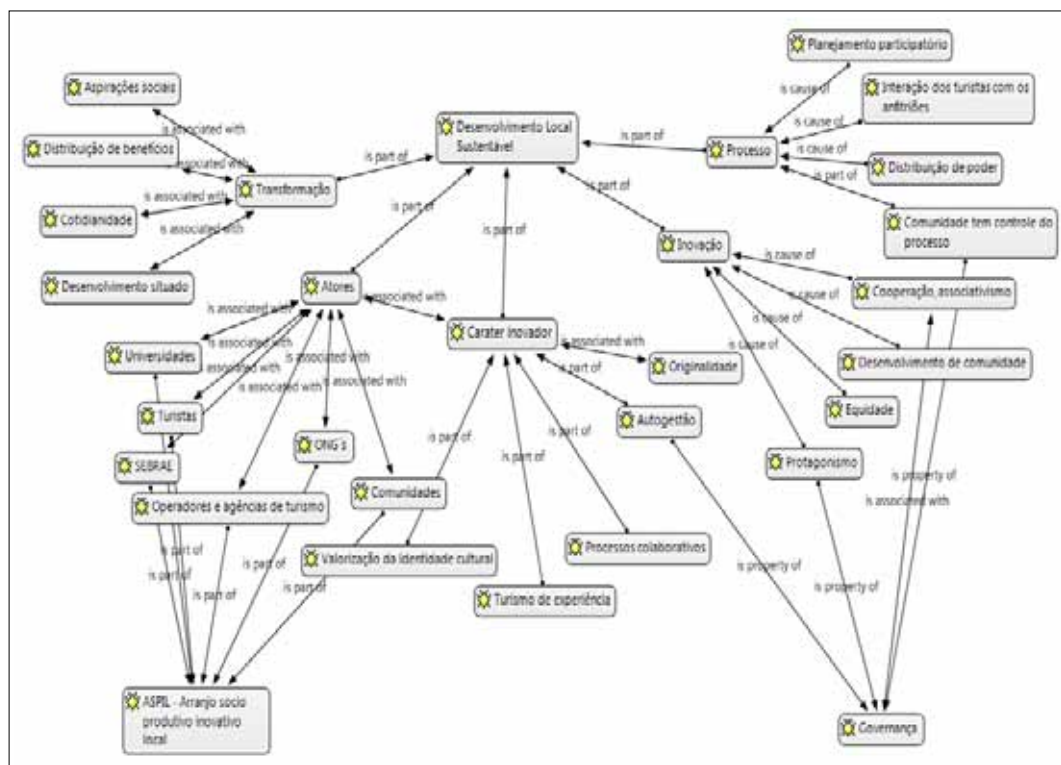 Planejamento participatório
Aspirações sociais
Interação dos turistas com os
anfitriões
is cause of
is associated with
Desenvolvimento Local
Sustentável
is cause of
Distribuição de benefícios
is part of
Processo
is cause of
is associated with
is part of
Distribuição de poder
Transformação
is part of
is associated with
Cotidianidade
is part of
is part of
Comunidade tem controle do
processo
is associated with
is part of
Inovação
Desenvolvimento situado
Atores
is cause of
Cooperação, associativismo
is associated with
is associated with
Carater Inovador
is cause of
is associated with
Universidades
is associated with
is cause of
is associated with
is cause of
associated with
is associated with
is part of
Originalidade
Desenvolvimento de comunidade
is associated with
Turistas
Autogestão
Equidade
ONG´s
is part of
is part of
is part of
SEBRAE
Protagonismo
is property of
Comunidades
Operadores e agências de turismo
is associated with
is part of
Valorização da identidade cultural
Processos colaborativos
is part of
is part of
is part of
is property of
is property of
is part of
Turismo de experiência
ASPIL - Arranjo socio
produtivo inovativo
local
Governança